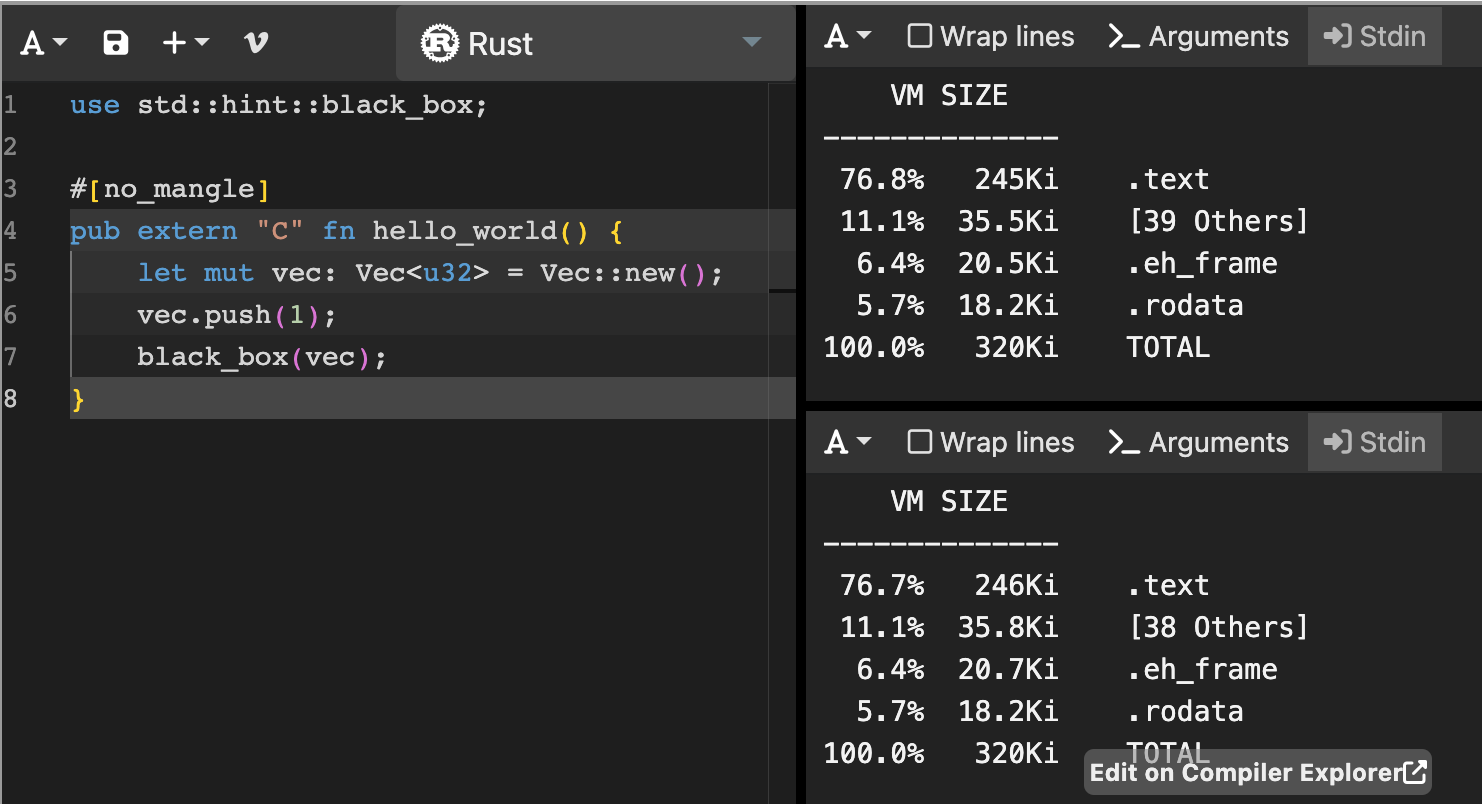 Rust
1 use std::hint::black_box;
2
3 #[no_mangle]
4 pub extern "C" fn hello_world() {
5 let mut vec: Vec<u32> = Vec::new();
6 vec.push(1);
7 black_box(vec);
8 }
A Wrap lines Arguments Stdin
VM SIZE
--------------
76.8% 245Ki .text
11.1% 35.5Ki [39 Others]
6.4% 20.5Ki .eh_frame
5.7% 18.2Ki .rodata
100.0% 320Ki TOTAL
A Wrap lines Arguments Stdin
VM SIZE
--------------
76.7% 246Ki .text
11.1% 35.8Ki [38 Others]
6.4% 20.7Ki .eh_frame
5.7% 18.2Ki .rodata
100.0% 320Ki TOTAL
Edit on Compiler Explorer